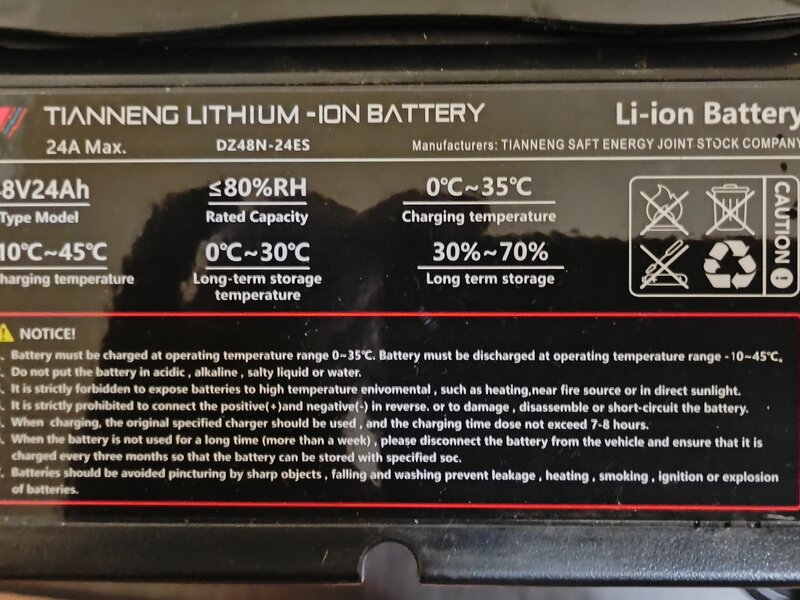 TIANNENG LITHIUM -ION BATTERY
Li-ion Battery
24A Max.
DZ48N-24ES
Manufacturers: TIANNENG SAFT ENERGY JOINT STOCK COMPANY
8V24Ah
≤80%RH
0℃~35℃
Type Model
Rated Capacity
Charging temperature
10℃~45℃
0℃~30℃
30%~70%
harging temperature
Long-term storage
temperature
Long term storage
CAUTION
NOTICE!
. Battery must be charged at operating temperature range 0~35℃. Battery must be discharged at operating temperature range -10~45℃.
. Do not put the battery in acidic , alkaline , salty liquid or water.
. It is strictly forbidden to expose batteries to high temperature enivomental , such as heating,near fire source or in direct sunlight.
. It is strictly prohibited to connect the positive(+)and negative(-) in reverse. or to damage , disassemble or short-circuit the battery.
. When charging, the original specified charger should be used , and the charging time dose not exceed 7-8 hours.
. When the battery is not used for a long time (more than a week) , please disconnect the battery from the vehicle and ensure that it is
charged every three months so that the battery can be stored with specified soc.
. Batteries should be avoided pincturing by sharp objects , falling and washing prevent leakage , heating , smoking , ignition or explosion
of batteries.